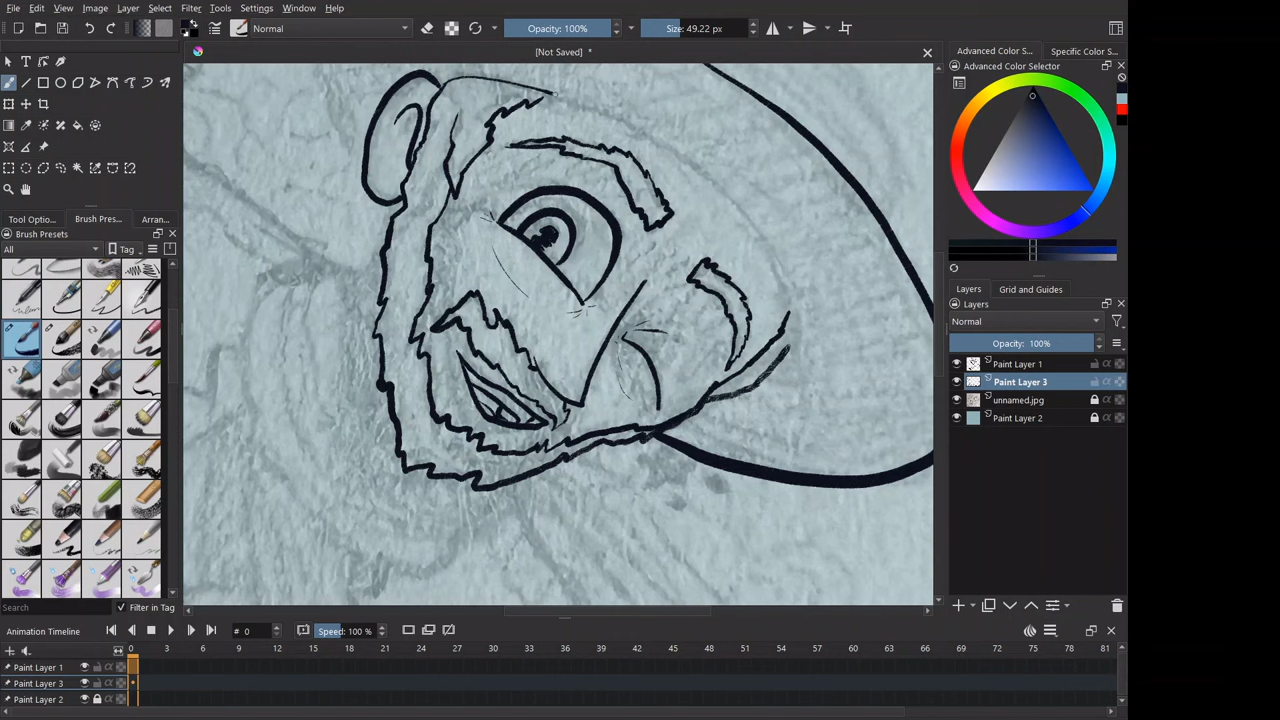 File Edit View Image Layer Select Filter Tools Settings Window Help
Normal Opacity: 100% Size: 49.22 px
[Not Saved] *
Advanced Color S... Specific Color S...
Advanced Color Selector
Tool Optio... Brush Pres... Arran...
Brush Presets
All Tag
Layers Grid and Guides
Layers
Normal
Opacity: 100%
Paint Layer 1
Paint Layer 3
unnamed.jpg
Paint Layer 2
Search Filter in Tag
Animation Timeline # 0 Speed: 100 %
0 3 6 9 12 15 18 21 24 27 30 33 36 39 42 45 48 51 54 57 60 63 66 69 72 75 78 81
Paint Layer 1
Paint Layer 3
Paint Layer 2